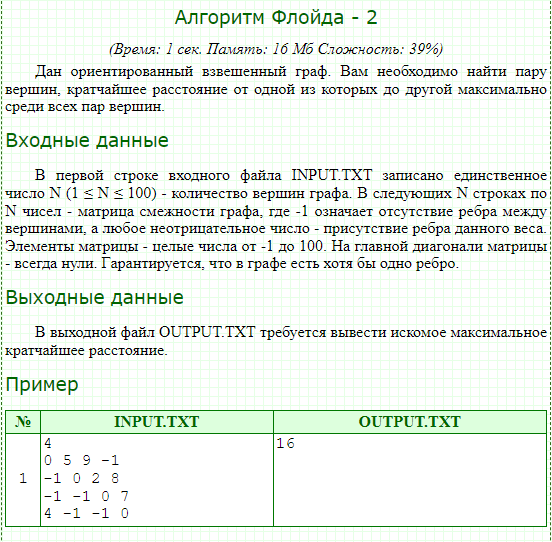 Алгоритм Флойда - 2
(Время: 1 сек. Память: 16 Мб Сложность: 39%)
Дан ориентированный взвешенный граф. Вам необходимо найти пару
вершин, кратчайшее расстояние от одной из которых до другой максимально
среди всех пар вершин.
Входные данные
В первой строке входного файла INPUT.TXT записано единственное
число N (1 ≤ N ≤ 100) - количество вершин графа. В следующих N строках по
N чисел - матрица смежности графа, где -1 означает отсутствие ребра между
вершинами, а любое неотрицательное число - присутствие ребра данного веса.
Элементы матрицы - целые числа от -1 до 100. На главной диагонали матрицы
- всегда нули. Гарантируется, что в графе есть хотя бы одно ребро.
Выходные данные
В выходной файл OUTPUT.TXT требуется вывести искомое максимальное
кратчайшее расстояние.
Пример
№ INPUT.TXT OUTPUT.TXT
4 16
0 5 9 -1
-1 0 2 8
1 -1 -1 0 7
4 -1 -1 0